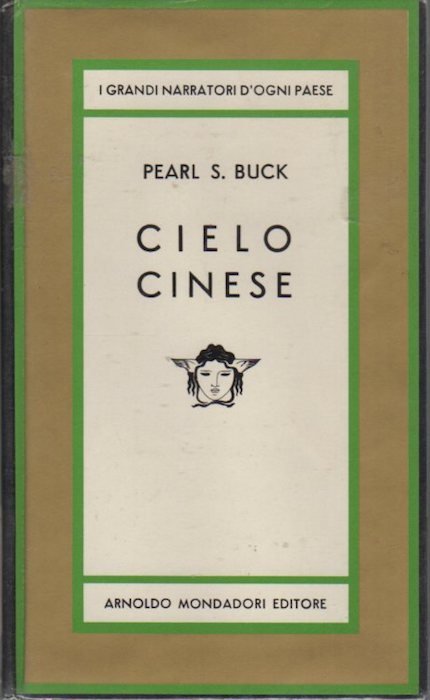 I GRANDI NARRATORI D'OGNI PAESE
PEARL S. BUCK
CIELO
CINESE
ARNOLDO MONDADORI EDITORE